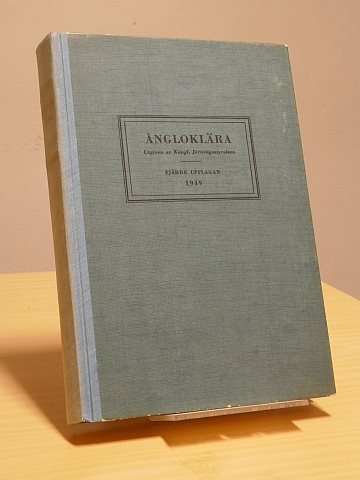 ÅNGLOKLÄRA
Utgiven av Kungl. Järnvägsstyrelsen
FJÄRDE UPPLAGAN
1949